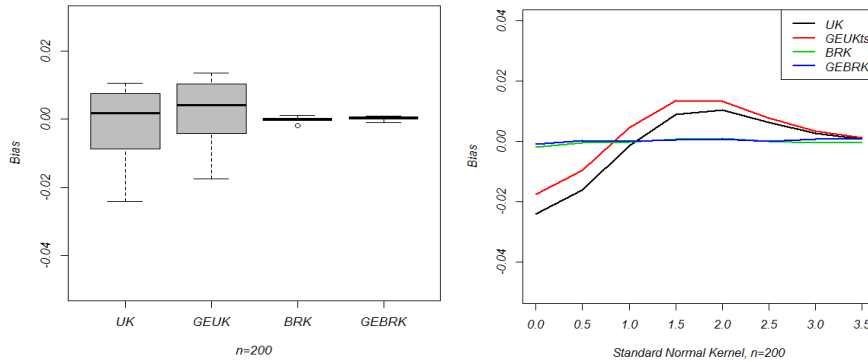 0.02
0.00
-0.02
-0.04
Bias
UK
GEUK
BRK
GEBRK
n=200
0.04
0.02
0.00
-0.02
-0.04
Bias
UK
GEUKts
BRK
GEBRK
0.0
0.5
1.0
1.5
2.0
2.5
3.0
3.5
Standard Normal Kernel, n=200